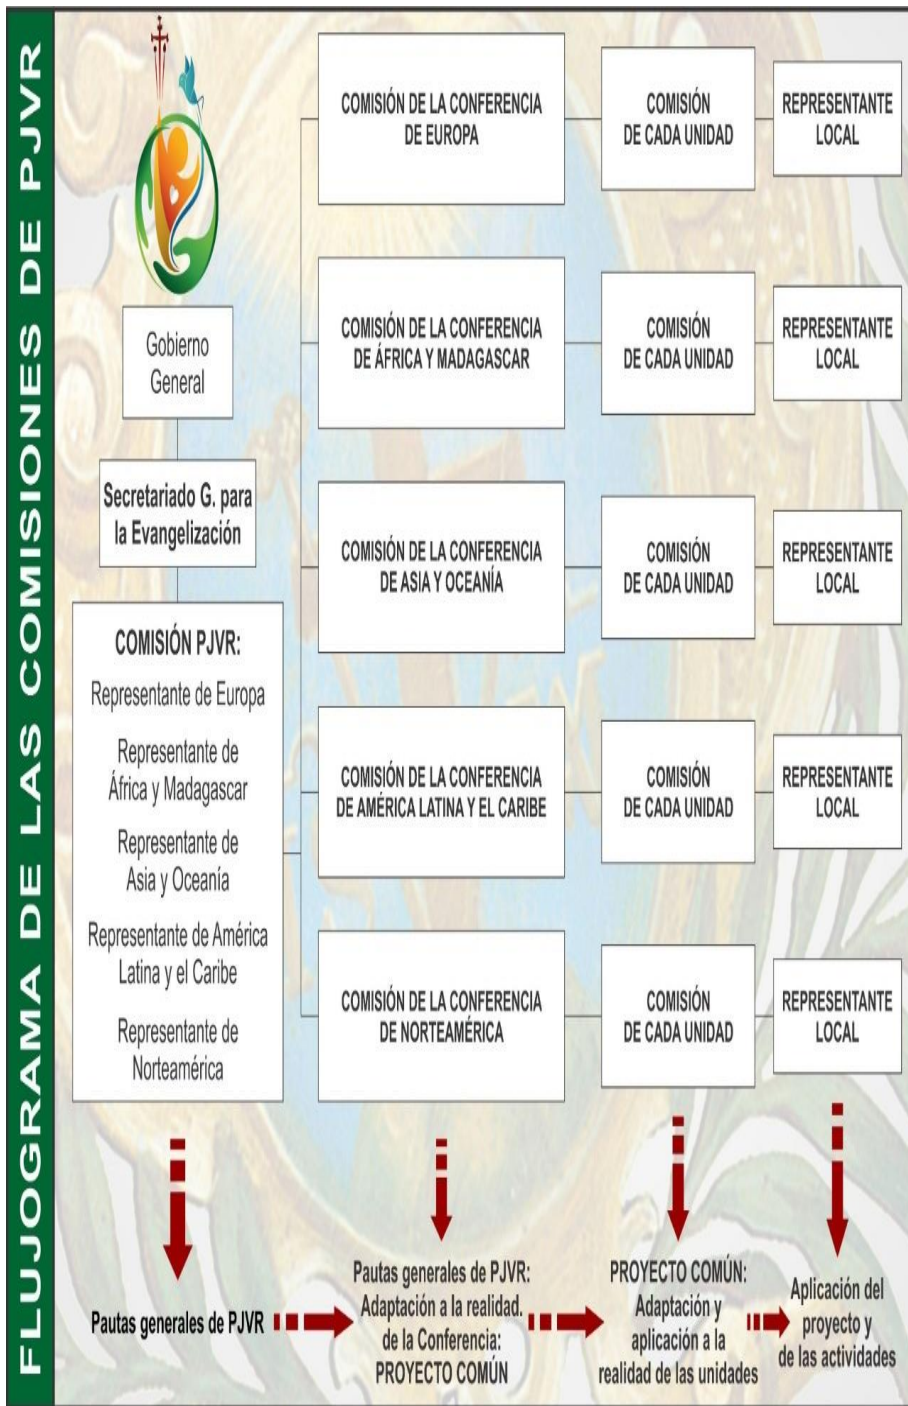 FLUJOGRAMA DE LAS COMISIONES DE PJVR
Gobierno
General
Secretariado G. para
la Evangelización
COMISIÓN PJVR:
Representante de Europa
Representante de
África y Madagascar
Representante de
Asia y Oceanía
Representante de América
Latina y el Caribe
Representante de
Norteamérica
COMISIÓN DE LA CONFERENCIA
DE EUROPA
COMISIÓN
DE CADA UNIDAD
REPRESENTANTE
LOCAL
COMISIÓN DE LA CONFERENCIA
DE ÁFRICA Y MADAGASCAR
COMISIÓN
DE CADA UNIDAD
REPRESENTANTE
LOCAL
COMISIÓN DE LA CONFERENCIA
DE ASIA Y OCEANÍA
COMISIÓN
DE CADA UNIDAD
REPRESENTANTE
LOCAL
COMISIÓN DE LA CONFERENCIA
DE AMÉRICA LATINA Y EL CARIBE
COMISIÓN
DE CADA UNIDAD
REPRESENTANTE
LOCAL
COMISIÓN DE LA CONFERENCIA
DE NORTEAMÉRICA
COMISIÓN
DE CADA UNIDAD
REPRESENTANTE
LOCAL
Pautas generales de PJVR
Pautas generales de PJVR:
Adaptación a la realidad.
de la Conferencia:
PROYECTO COMÚN
PROYECTO COMÚN:
Adaptación y
aplicación a la
realidad de las unidades
Aplicación del
proyecto y
de las actividades